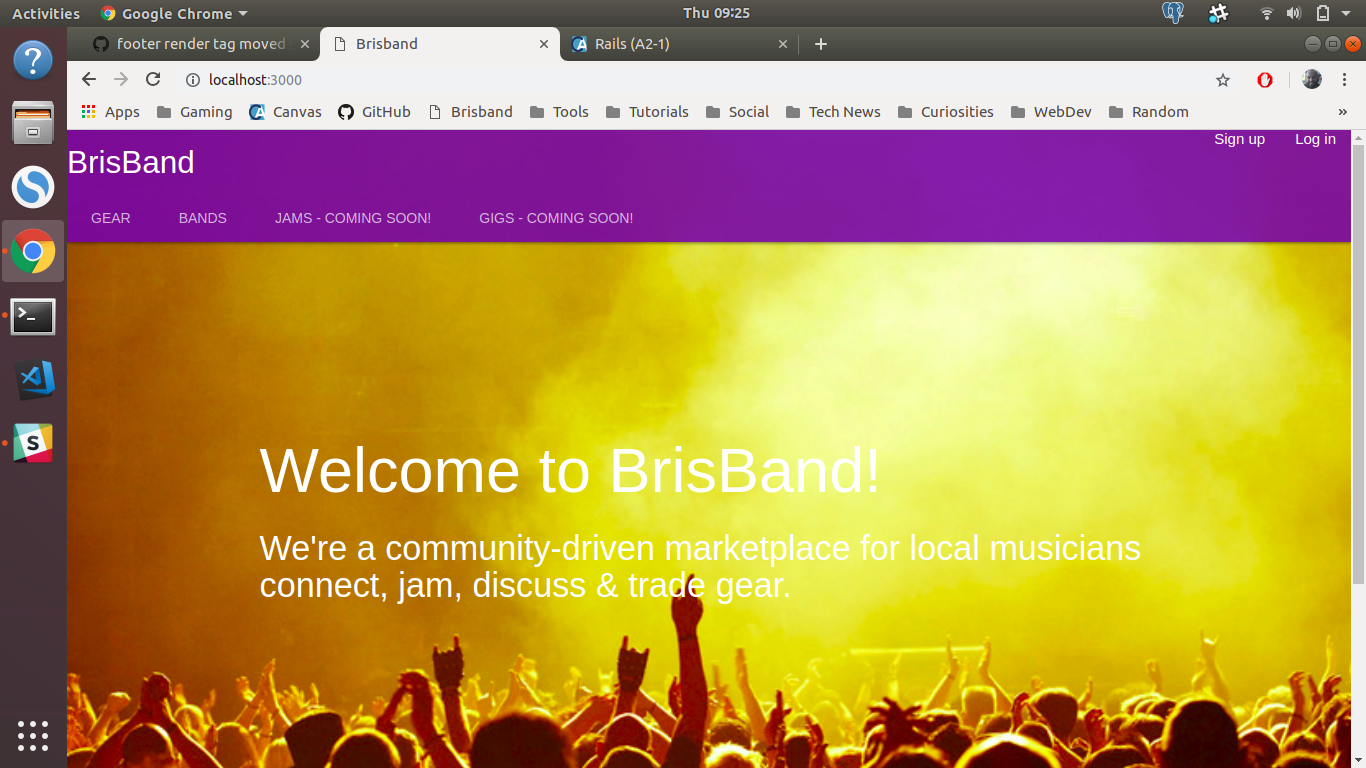 Activities Google Chrome Thu 09:25
footer render tag moved Brisband Rails (A2-1)
localhost:3000
Apps Gaming Canvas GitHub Brisband Tools Tutorials Social Tech News Curiosities WebDev Random »
Sign up Log in
BrisBand
GEAR BANDS JAMS - COMING SOON! GIGS - COMING SOON!
Welcome to BrisBand!
We're a community-driven marketplace for local musicians
connect, jam, discuss & trade gear.